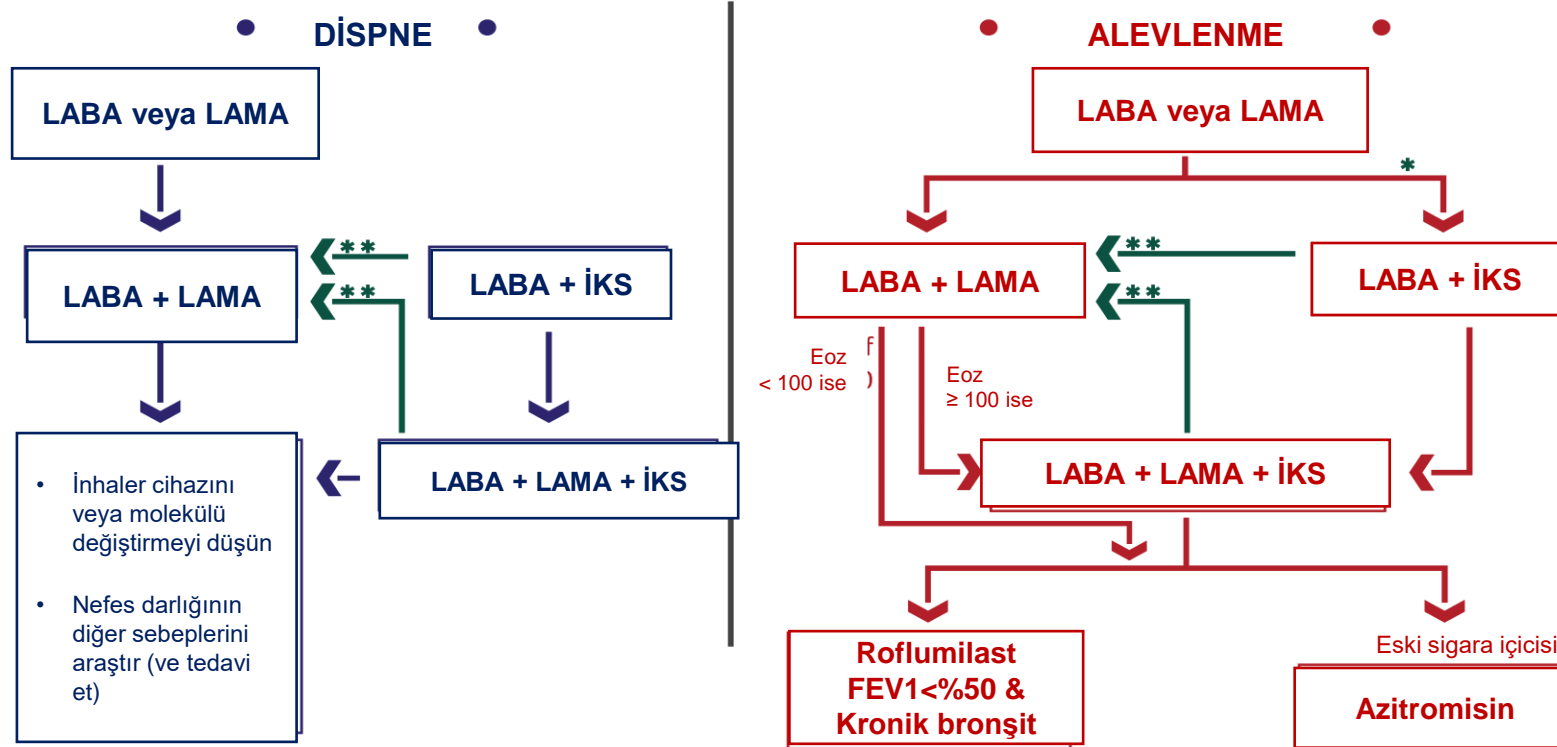 • DİSPNE •
LABA veya LAMA
LABA + LAMA
**
**
LABA + İKS
LABA + LAMA + İKS
• İnhaler cihazını
veya molekülü
değiştirmeyi düşün
• Nefes darlığının
diğer sebeplerini
araştır (ve tedavi
et)
• ALEVLENME •
LABA veya LAMA
*
LABA + LAMA
**
**
LABA + İKS
Eoz
< 100 ise
f
Eoz
≥ 100 ise
LABA + LAMA + İKS
Roflumilast
FEV1<%50 &
Kronik bronşit
Eski sigara içicisi
Azitromisin